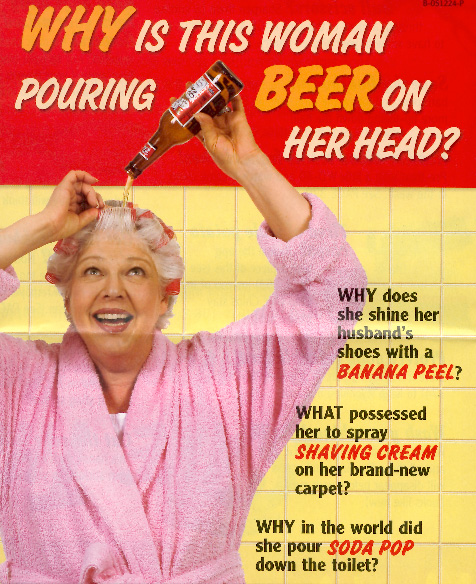 B-051224-P
WHY IS THIS WOMAN
POURING BEER ON
HER HEAD?
WHY does
she shine her
husband's
shoes with a
BANANA PEEL?
WHAT possessed
her to spray
SHAVING CREAM
on her brand-new
carpet?
WHY in the world did
she pour SODA POP
down the toilet?